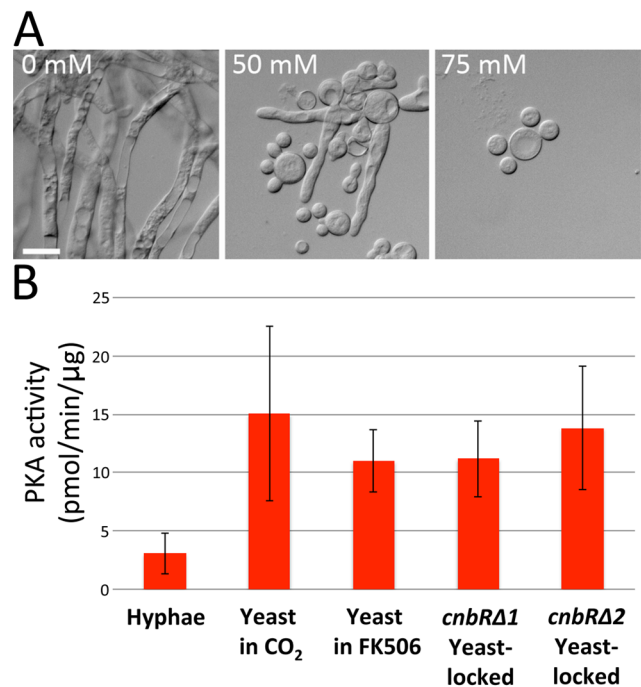 A
0 mM
50 mM
75 mM
B
PKA activity
(pmol/min/µg)
25
20
15
10
5
0
Hyphae
Yeast
in CO₂
Yeast
in FK506
cnbRΔ1
Yeast-
locked
cnbRΔ2
Yeast-
locked